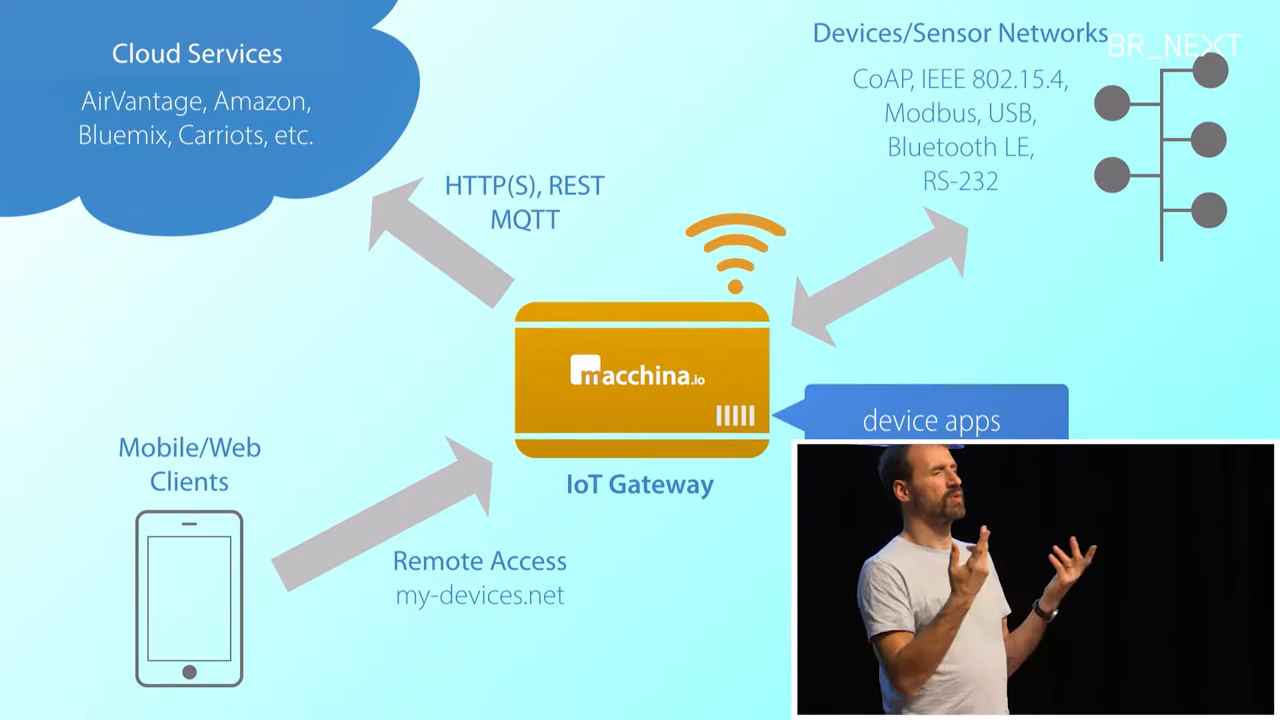 Cloud Services
AirVantage, Amazon,
Bluemix, Carriots, etc.
Devices/Sensor Networks
BR_NEXT
CoAP, IEEE 802.15.4,
Modbus, USB,
Bluetooth LE,
RS-232
HTTP(S), REST
MQTT
macchina.io
device apps
IoT Gateway
Mobile/Web
Clients
Remote Access
my-devices.net